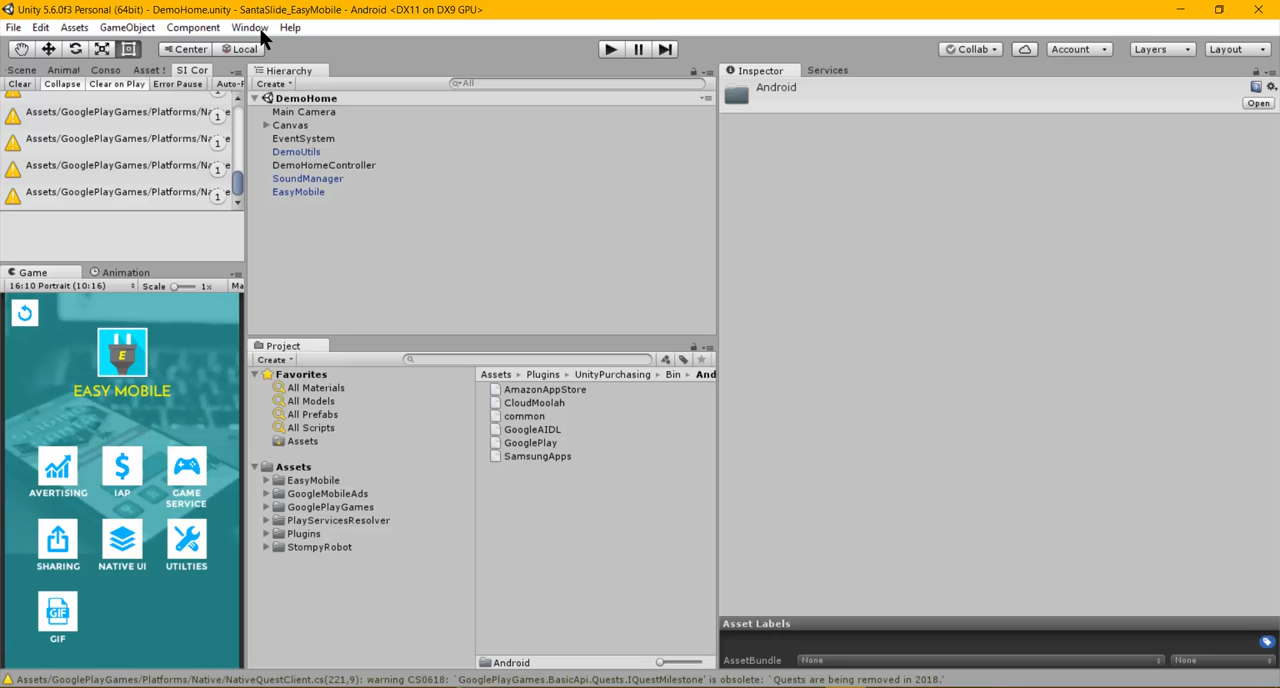 Unity 5.6.0f3 Personal (64bit) - DemoHome.unity - SantaSlide_EasyMobile - Android <DX11 on DX9 GPU>
File Edit Assets GameObject Component Window Help
Center Local Collab Account Layers Layout
Scene Animat Conso Asset S SI Cor
Clear Collapse Clear on Play Error Pause
Assets/GooglePlayGames/Platforms/Na 1
Assets/GooglePlayGames/Platforms/Na 1
Assets/GooglePlayGames/Platforms/Na 1
Assets/GooglePlayGames/Platforms/Na 1
Hierarchy
Create All
DemoHome
Main Camera
Canvas
EventSystem
DemoUtils
DemoHomeController
SoundManager
EasyMobile
Inspector Services
Android
Open
Game Animation
16:10 Portrait (10:16) Scale 1x Ma
E
EASY MOBILE
AVERTISING IAP GAME SERVICE
SHARING NATIVE UI UTILTIES
GIF
GIF
Project
Create
Favorites
All Materials
All Models
All Prefabs
All Scripts
Assets
Assets
EasyMobile
GoogleMobileAds
GooglePlayGames
PlayServicesResolver
Plugins
StompyRobot
Assets Plugins UnityPurchasing Bin And
AmazonAppStore
CloudMoolah
common
GoogleAIDL
GooglePlay
SamsungApps
Android
Asset Labels
AssetBundle None None
Assets/GooglePlayGames/Platforms/Native/NativeQuestClient.cs(221,9): warning CS0618: `GooglePlayGames.BasicApi.Quests.IQuestMilestone' is obsolete: `Quests are being removed in 2018.'